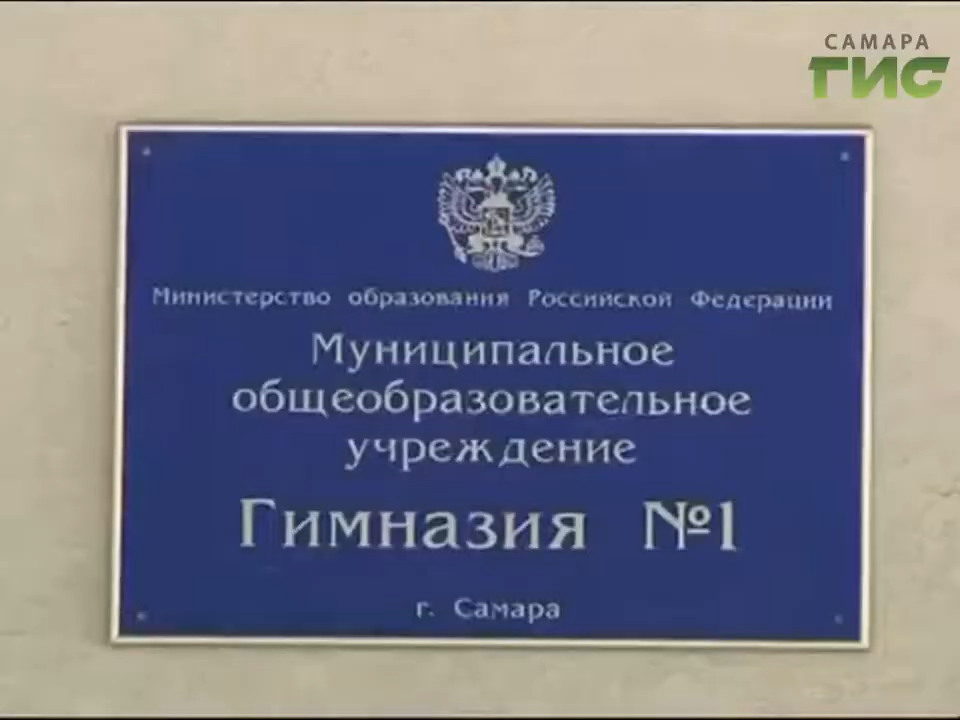 САМАРА
ГИС
Министерство образования Российской Федерации
Муниципальное
общеобразовательное
учреждение
Гимназия №1
г. Самара